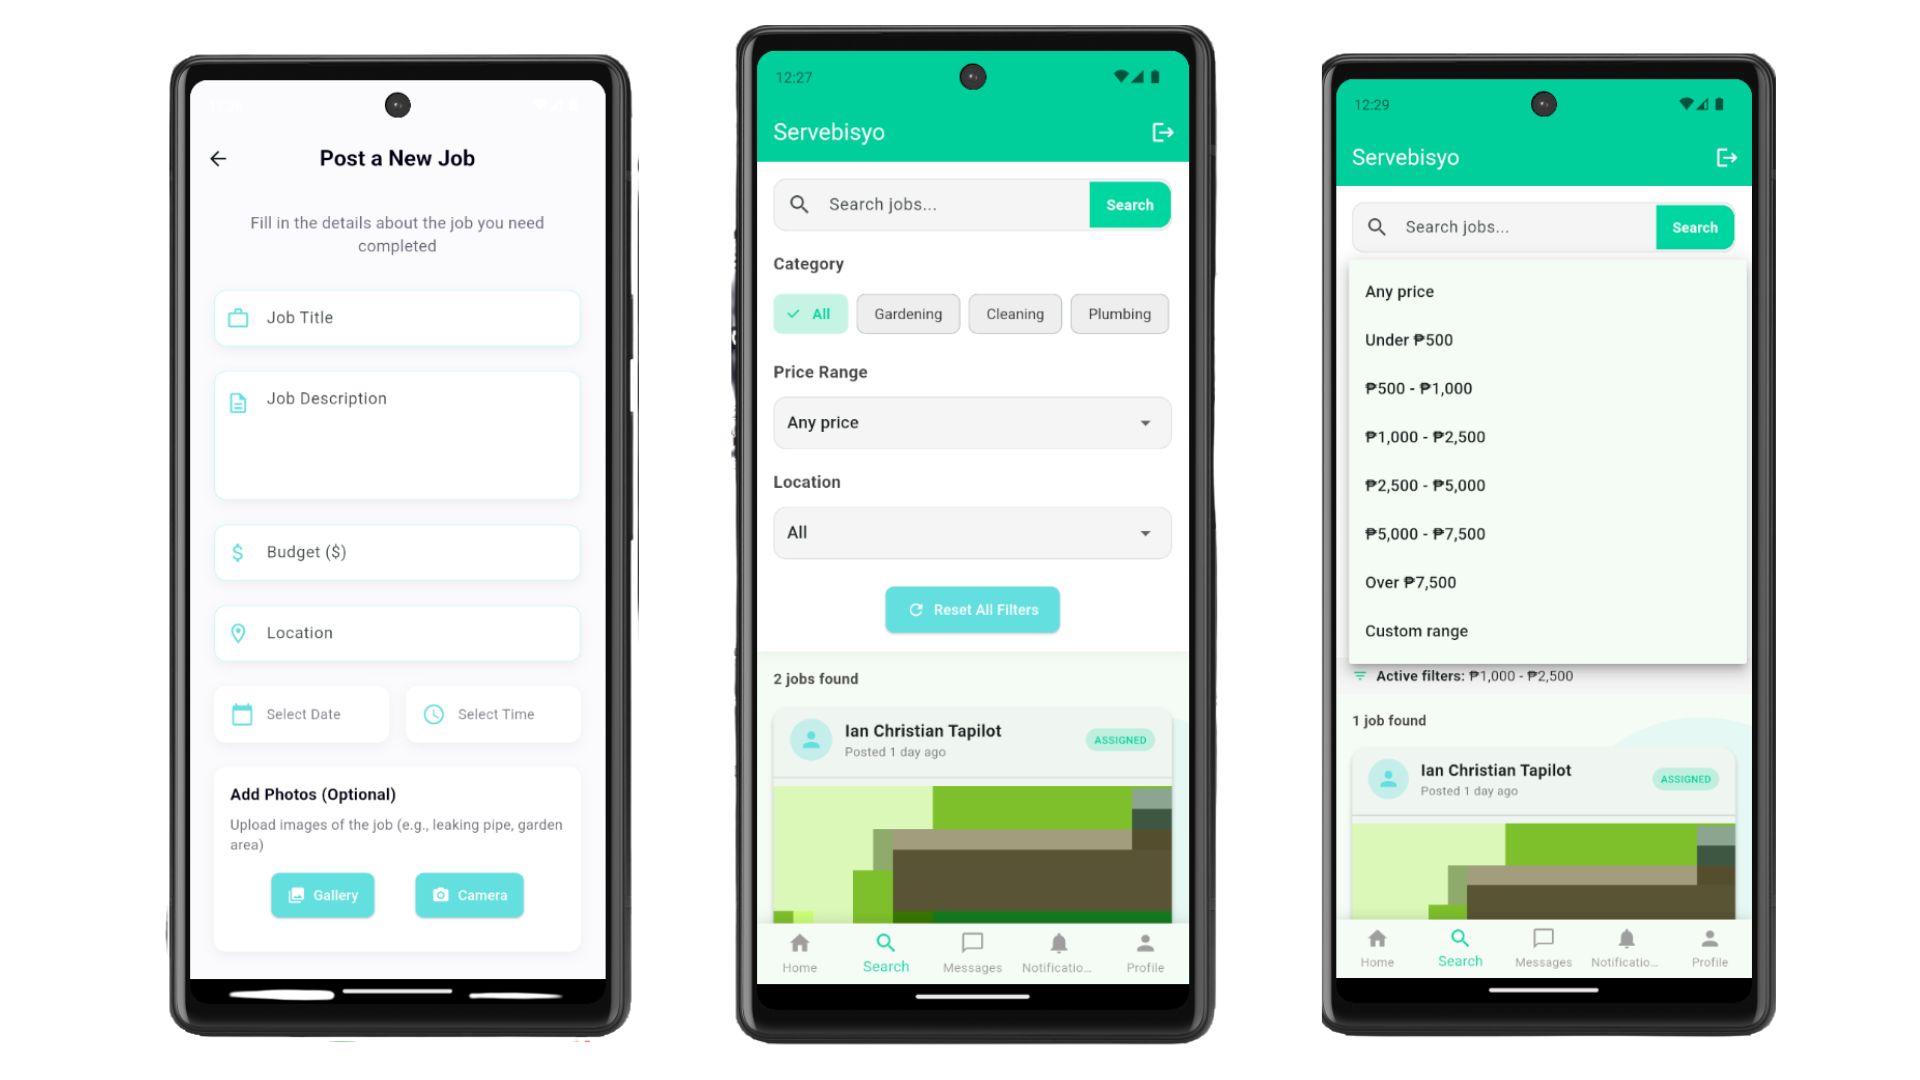 Post a New Job
Fill in the details about the job you need
completed
Job Title
Job Description
Budget ($)
Location
Select Date
Select Time
Add Photos (Optional)
Upload images of the job (e.g., leaking pipe, garden
area)
Gallery
Camera
12:27
Servebisyo
Search jobs...
Search
Category
All
Gardening
Cleaning
Plumbing
Price Range
Any price
Location
All
Reset All Filters
2 jobs found
Ian Christian Tapilot
Posted 1 day ago
ASSIGNED
Home
Search
Messages
Notificatio...
Profile
12:29
Servebisyo
Search jobs...
Search
Any price
Under ₱500
₱500 - ₱1,000
₱1,000 - ₱2,500
₱2,500 - ₱5,000
₱5,000 - ₱7,500
Over ₱7,500
Custom range
Active filters: ₱1,000 - ₱2,500
1 job found
Ian Christian Tapilot
Posted 1 day ago
ASSIGNED
Home
Search
Messages
Notificatio...
Profile